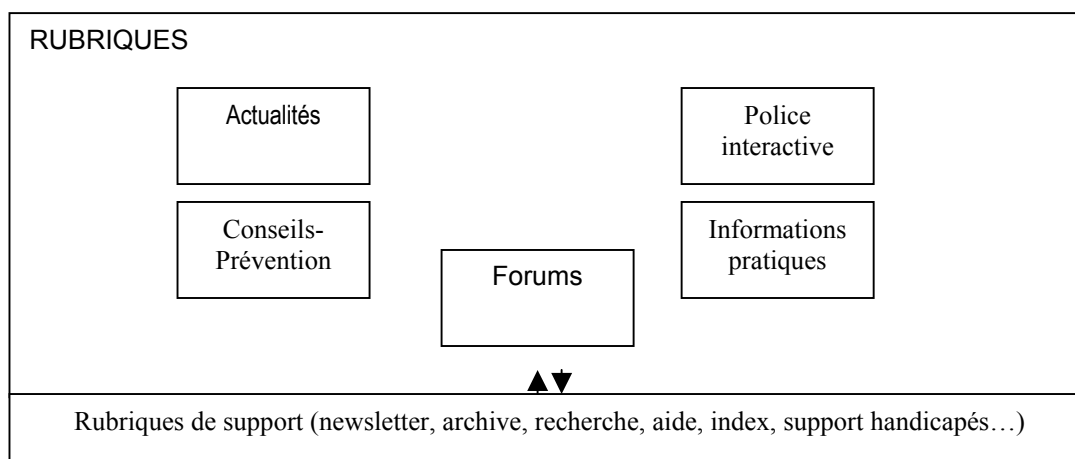 RUBRIQUES
Actualités
Police
interactive
Conseils-
Prévention
Informations
pratiques
Forums
Rubriques de support (newsletter, archive, recherche, aide, index, support handicapés…)